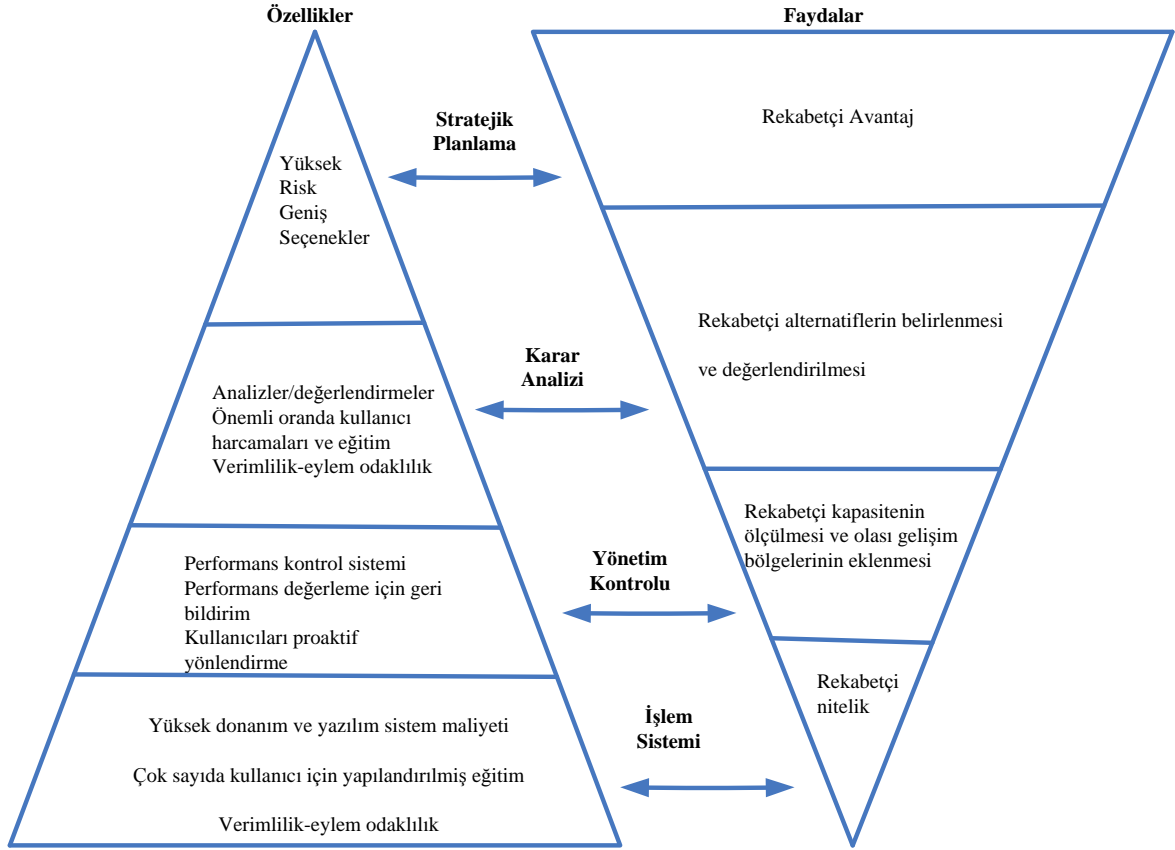 Özellikler
Faydalar
Stratejik
Planlama
Yüksek
Risk
Geniş
Seçenekler
Rekabetçi Avantaj
Karar
Analizi
Analizler/değerlendirmeler
Önemli oranda kullanıcı
harcamaları ve eğitim
Verimlilik-eylem odaklılık
Rekabetçi alternatiflerin belirlenmesi
ve değerlendirilmesi
Yönetim
Kontrolu
Performans kontrol sistemi
Performans değerleme için geri
bildirim
Kullanıcıları proaktif
yönlendirme
Rekabetçi kapasitenin
ölçülmesi ve olası gelişim
bölgelerinin eklenmesi
İşlem
Sistemi
Yüksek donanım ve yazılım sistem maliyeti
Çok sayıda kullanıcı için yapılandırılmış eğitim
Verimlilik-eylem odaklılık
Rekabetçi
nitelik